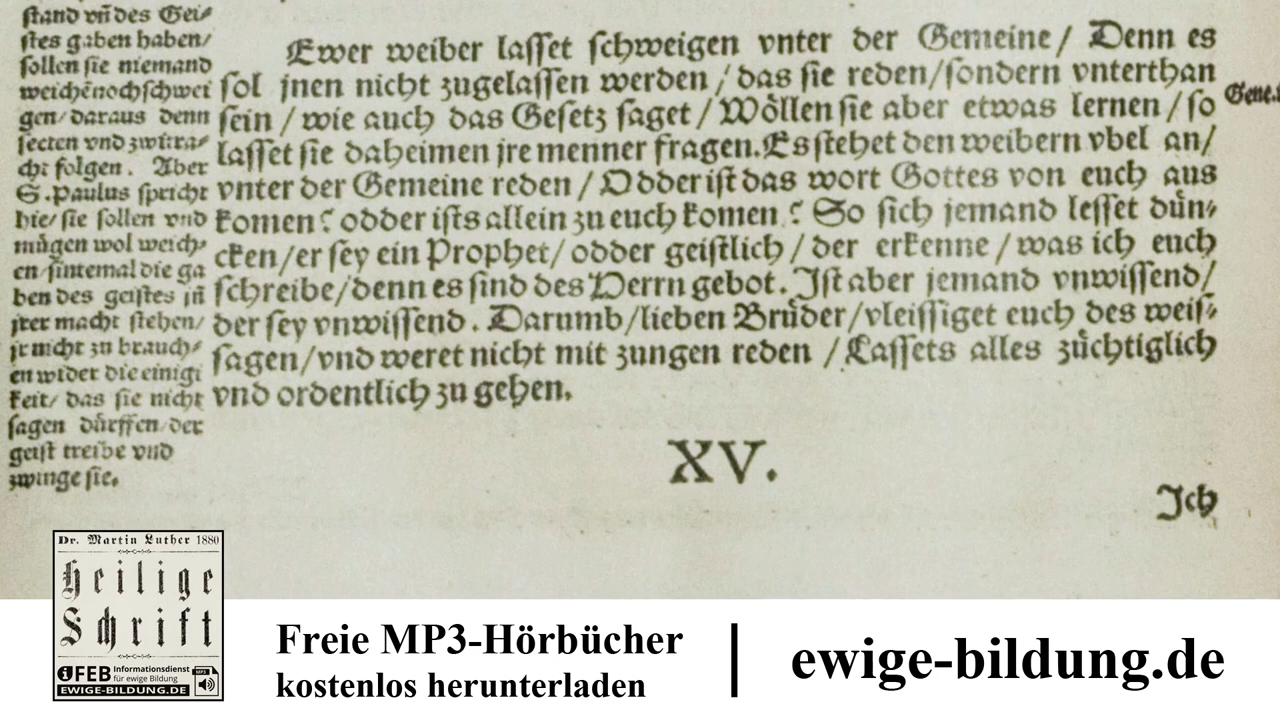 stand vñ des Gei⸗
stes gaben haben/
sollen sie niemand
weichē noch schwei
gen/ daraus denn
secten vnd zwitra⸗
cht folgen. Aber
S. Paulus spricht
hie/ sie sollen vnd
mügen wol weich⸗
en/ sintemal die ga
ben des geistes jñ
jrer macht stehen/
jr nicht zu brauch⸗
en wider die einigi
keit/ das sie nicht
sagen dürffen/ der
geist treibe vnd
zwinge sie.
Ewer weiber lasset schweigen vnter der Gemeine/ Denn es
sol jnen nicht zugelassen werden/ das sie reden/ sondern vnterthan
sein/ wie auch das Gesetz saget/ Wöllen sie aber etwas lernen/ so
lasset sie daheimen jre menner fragen. Es stehet den weibern vbel an/
vnter der Gemeine reden/ Odder ist das wort Gottes von euch aus
komen? odder ists allein zu euch komen? So sich jemand lesset dün⸗
cken/ er sey ein Prophet/ odder geistlich/ der erkenne/ was ich euch
schreibe/ denn es sind des Herrn gebot. Ist aber jemand vnwissend/
der sey vnwissend. Darumb/ lieben Brüder/ vleissiget euch des weis⸗
sagen/ vnd weret nicht mit zungen reden/ Lassets alles züchtiglich
vnd ordentlich zu gehen.
Gene.
XV.
Ich
Dr. Martin Luther 1880
Heilige
Schrift
iFEB Informationsdienst
für ewige Bildung
MP3
EWIGE-BILDUNG.DE
Freie MP3-Hörbücher
kostenlos herunterladen
ewige-bildung.de